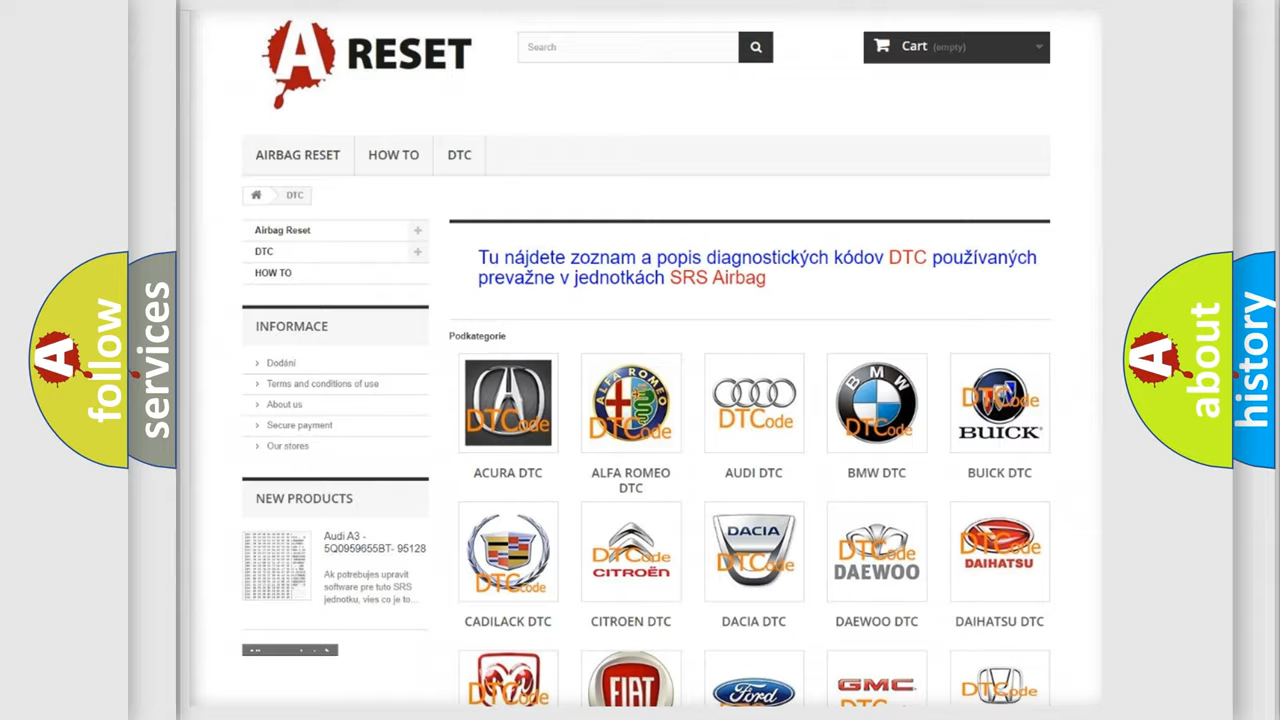 A RESET
Search
Cart (empty)
AIRBAG RESET
HOW TO
DTC
DTC
Airbag Reset
DTC
HOW TO
INFORMACE
Dodání
Terms and conditions of use
About us
Secure payment
Our stores
NEW PRODUCTS
Audi A3 -
5Q0959655BT- 95128
Ak potrebujes upravit
software pre tuto SRS
jednotku, vies co je to...
Tu nájdete zoznam a popis diagnostických kódov DTC používaných
prevažne v jednotkách SRS Airbag
Podkategorie
DTCode
ALFA ROMEO
DTCode
DTCode
BMW
DTCode
DTCode
BUICK
ACURA DTC
ALFA ROMEO
DTC
AUDI DTC
BMW DTC
BUICK DTC
DTCode
DTCode
CITROËN
DACIA
DTCode
DTCode
DAEWOO
DTCode
DAIHATSU
CADILACK DTC
CITROEN DTC
DACIA DTC
DAEWOO DTC
DAIHATSU DTC
DTCode
FIAT
Ford
GMC
DTCode
A follow
services
A about
history